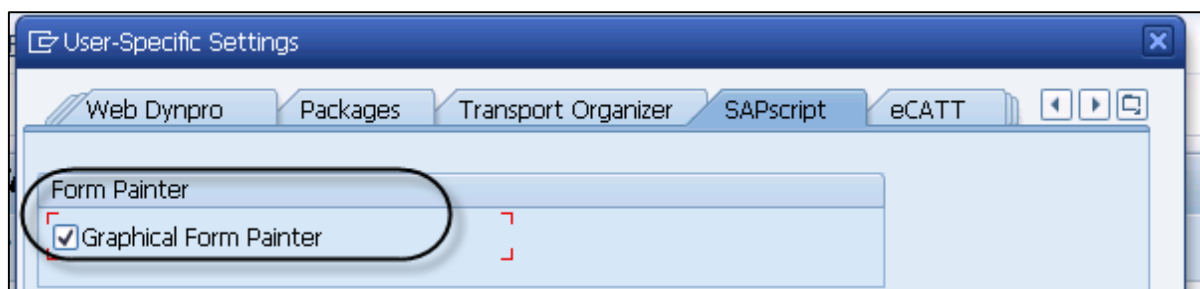 User-Specific Settings
Web Dynpro Packages Transport Organizer SAPscript eCATT
Form Painter
Graphical Form Painter